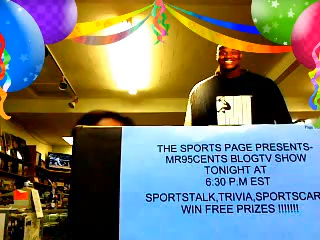 THE SPORTS PAGE PRESENTS-
MR95CENTS BLOGTV SHOW
TONIGHT AT
6:30 P.M EST
SPORTSTALK,TRIVIA,SPORTSCAR
WIN FREE PRIZES !!!!!!!